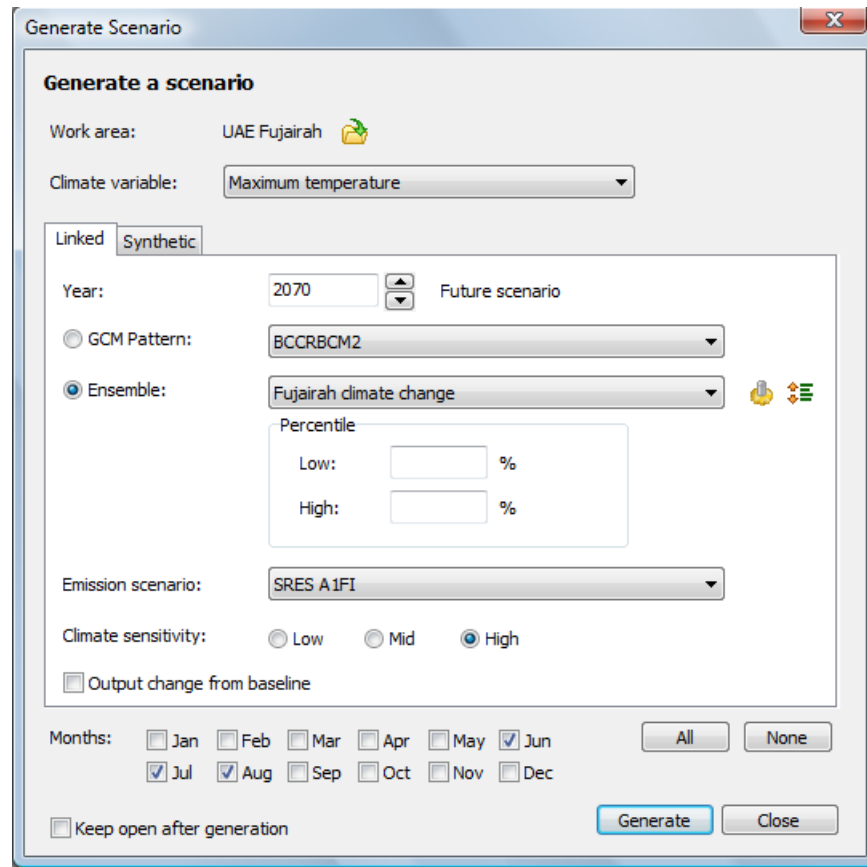 Generate Scenario
Generate a scenario
Work area: UAE Fujairah
Climate variable: Maximum temperature
Linked Synthetic
Year: 2070 Future scenario
GCM Pattern: BCCRBCM2
Ensemble: Fujairah climate change
Percentile
Low: %
High: %
Emission scenario: SRES A1FI
Climate sensitivity: Low Mid High
Output change from baseline
Months: Jan Feb Mar Apr May Jun All None
Jul Aug Sep Oct Nov Dec
Keep open after generation Generate Close